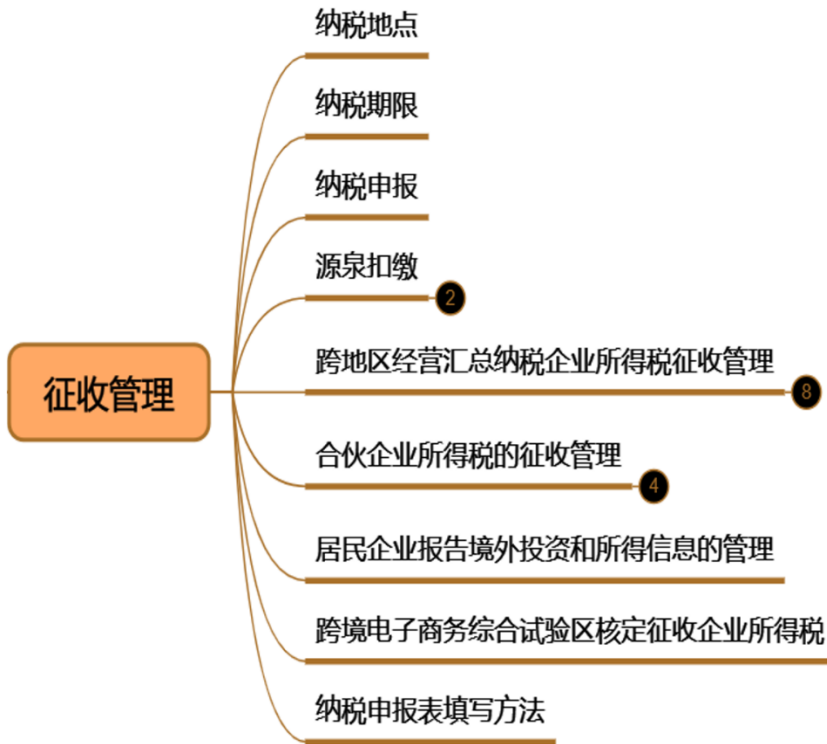 纳税地点
纳税期限
纳税申报
源泉扣缴
2
跨地区经营汇总纳税企业所得税征收管理
8
征收管理
合伙企业所得税的征收管理
4
居民企业报告境外投资和所得信息的管理
跨境电子商务综合试验区核定征收企业所得税
纳税申报表填写方法